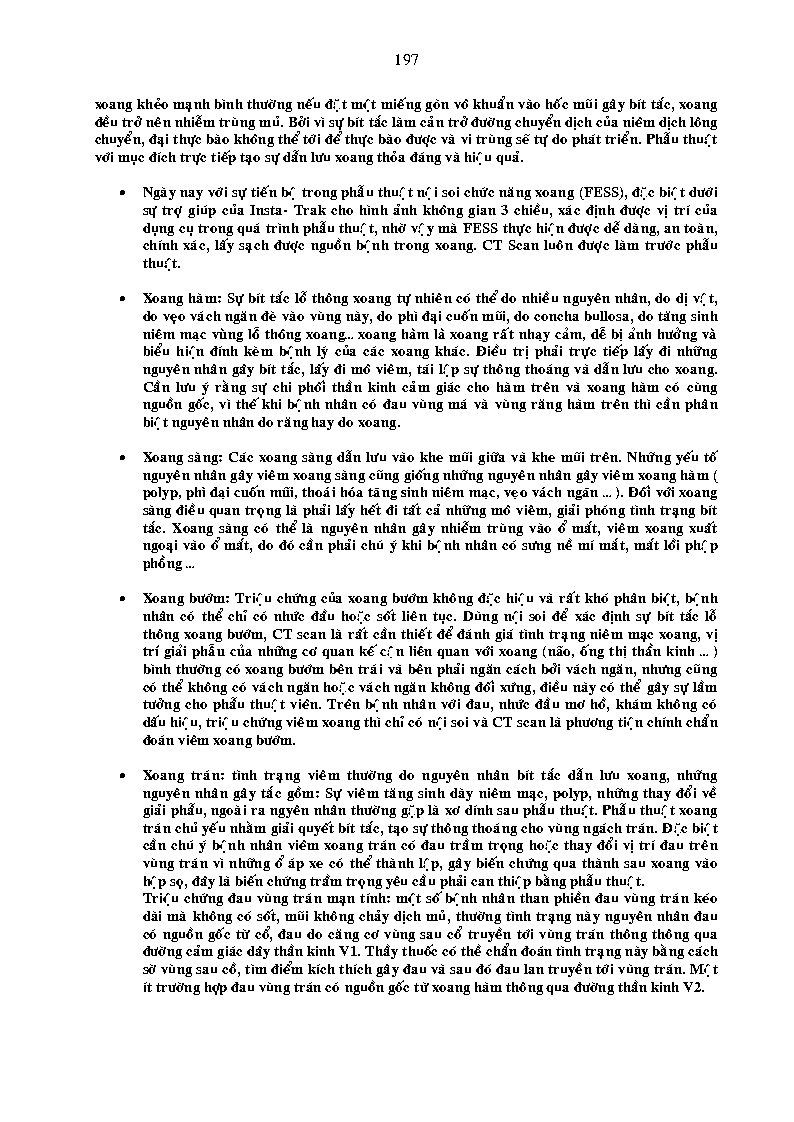 197
xoang khẻo mạnh bình thường nếu đặt một miếng gòn vô khuẩn vào hốc mũi gây bít tắc, xoang
đều trở nên nhiễm trùng mủ. Bởi vì sự bít tắc làm cản trở đường chuyển dịch của niêm dịch lông
chuyển, đại thực bào không thể tới để thực bào được và vi trùng sẽ tự do phát triển. Phẫu thuật
với mục đích trực tiếp tạo sự dẫn lưu xoang thỏa đáng và hiệu quả.
• Ngày nay với sự tiến bộ trong phẫu thuật nội soi chức năng xoang (FESS), đặc biệt dưới
sự trợ giúp của Insta- Trak cho hình ảnh không gian 3 chiều, xác định được vị trí của
dụng cụ trong quá trình phẫu thuật, nhờ vậy mà FESS thực hiện được dễ dàng, an toàn,
chính xác, lấy sạch được nguồn bệnh trong xoang. CT Scan luôn được làm trước phẫu
thuật.
• Xoang hàm: Sự bít tắc lỗ thông xoang tự nhiên có thể do nhiều nguyên nhân, do dị vật,
do vẹo vách ngăn đè vào vùng này, do phì đại cuốn mũi, do concha bullosa, do tăng sinh
niêm mạc vùng lỗ thông xoang... xoang hàm là xoang rất nhạy cảm, dễ bị ảnh hưởng và
biểu hiện đính kèm bệnh lý của các xoang khác. Điều trị phải trực tiếp lấy đi những
nguyên nhân gây bít tắc, lấy đi mô viêm, tái lập sự thông thoáng và dẫn lưu cho xoang.
Cần lưu ý rằng sự chi phối thần kinh cảm giác cho hàm trên và xoang hàm có cùng
nguồn gốc, vì thế khi bệnh nhân có đau vùng má và vùng răng hàm trên thì cần phân
biệt nguyên nhân do răng hay do xoang.
• Xoang sàng: Các xoang sàng dẫn lưu vào khe mũi giữa và khe mũi trên. Những yếu tố
nguyên nhân gây viêm xoang sàng cũng giống những nguyên nhân gây viêm xoang hàm (
polyp, phì đại cuốn mũi, thoái hóa tăng sinh niêm mạc, vẹo vách ngăn ... ). Đối với xoang
sàng điều quan trọng là phải lấy hết đi tất cả những mô viêm, giải phóng tình trạng bít
tắc. Xoang sàng có thể là nguyên nhân gây nhiễm trùng vào ổ mắt, viêm xoang xuất
ngoại vào ổ mắt, do đó cần phải chú ý khi bệnh nhân có sưng nề mí mắt, mắt lồi phập
phồng ...
• Xoang bướm: Triệu chứng của xoang bướm không đặc hiệu và rất khó phân biệt, bệnh
nhân có thể chỉ có nhức đầu hoặc sốt liên tục. Dùng nội soi để xác định sự bít tắc lỗ
thông xoang bướm, CT scan là rất cần thiết để đánh giá tình trạng niêm mạc xoang, vị
trí giải phẫu của những cơ quan kế cận liên quan với xoang (não, ống thị thần kinh ... )
bình thường có xoang bướm bên trái và bên phải ngăn cách bởi vách ngăn, nhưng cũng
có thể không có vách ngăn hoặc vách ngăn không đối xứng, điều này có thể gây sự lầm
tưởng cho phẫu thuật viên. Trên bệnh nhân với đau, nhức đầu mơ hồ, khám không có
dấu hiệu, triệu chứng viêm xoang thì chỉ có nội soi và CT scan là phương tiện chính chẩn
đoán viêm xoang bướm.
• Xoang trán: tình trạng viêm thường do nguyên nhân bít tắc dẫn lưu xoang, những
nguyên nhân gây tắc gồm: Sự viêm tăng sinh dày niêm mạc, polyp, những thay đổi về
giải phẫu, ngoài ra ngyên nhân thường gặp là xơ dính sau phẫu thuật. Phẫu thuật xoang
trán chủ yếu nhằm giải quyết bít tắc, tạo sự thông thoáng cho vùng ngách trán. Đặc biệt
cần chú ý bệnh nhân viêm xoang trán có đau trầm trọng hoặc thay đổi vị trí đau trên
vùng trán vì những ổ áp xe có thể thành lập, gây biến chứng qua thành sau xoang vào
hộp sọ, đây là biến chứng trầm trọng yêu cầu phải can thiệp bằng phẫu thuật.
Triệu chứng đau vùng trán mạn tính: một số bệnh nhân than phiền đau vùng trán kéo
dài mà không có sốt, mũi không chảy dịch mủ, thường tình trạng này nguyên nhân đau
có nguồn gốc từ cổ, đau do căng cơ vùng sau cổ truyền tới vùng trán thông thông qua
đường cảm giác dây thần kinh V1. Thầy thuốc có thề chẩn đoán tình trạng này bằng cách
sờ vùng sau cồ, tìm điểm kích thích gây đau và sau đó đau lan truyền tới vùng trán. Một
ít trường hợp đau vùng trán có nguồn gốc từ xoang hàm thông qua đường thần kinh V2.